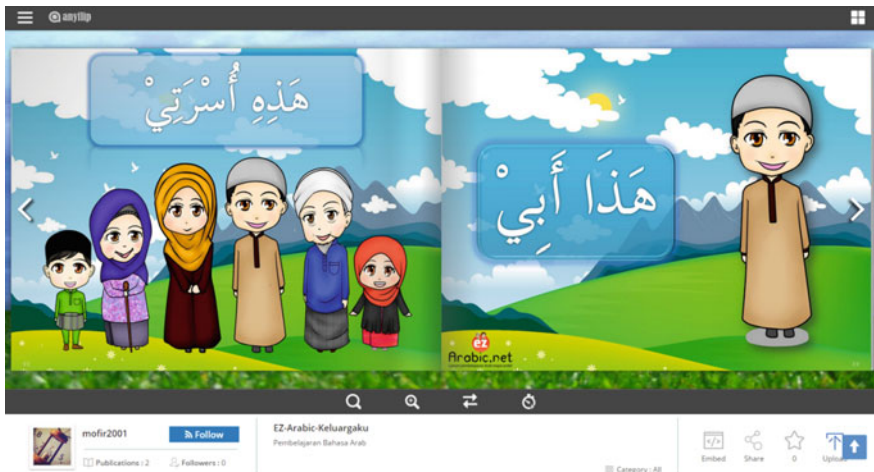 anyflip
هَذِهِ أُسْرَتِيْ
هَذَا أَبِيْ
ez
Arabic.net
mofir2001
Follow
Publications : 2
Followers : 0
EZ-Arabic-Keluargaku
Pembelajaran Bahasa Arab
Category : All
Embed
Share
0
Upload